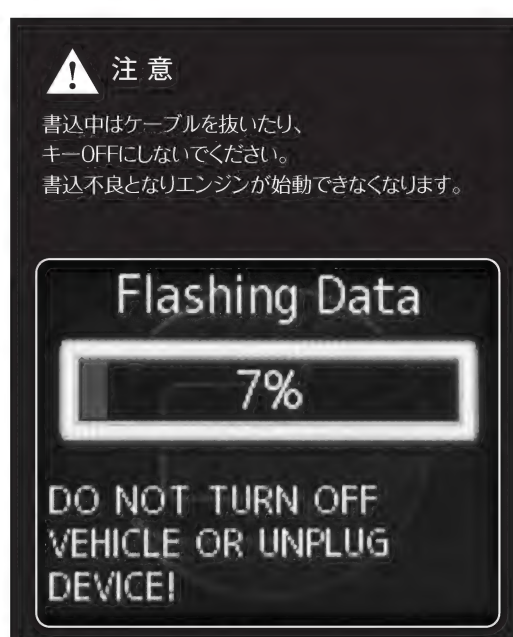 注意
書込中はケーブルを抜いたり、
キーOFFにしないでください。
書込不良となりエンジンが始動できなくなります。
Flashing Data
7%
DO NOT TURN OFF
VEHICLE OR UNPLUG
DEVICE!